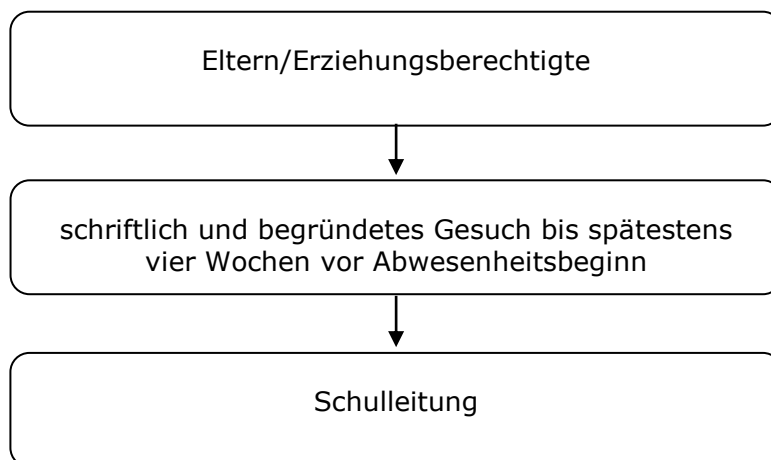 Eltern/Erziehungsberechtigte
schriftlich und begründetes Gesuch bis spätestens
vier Wochen vor Abwesenheitsbeginn
Schulleitung